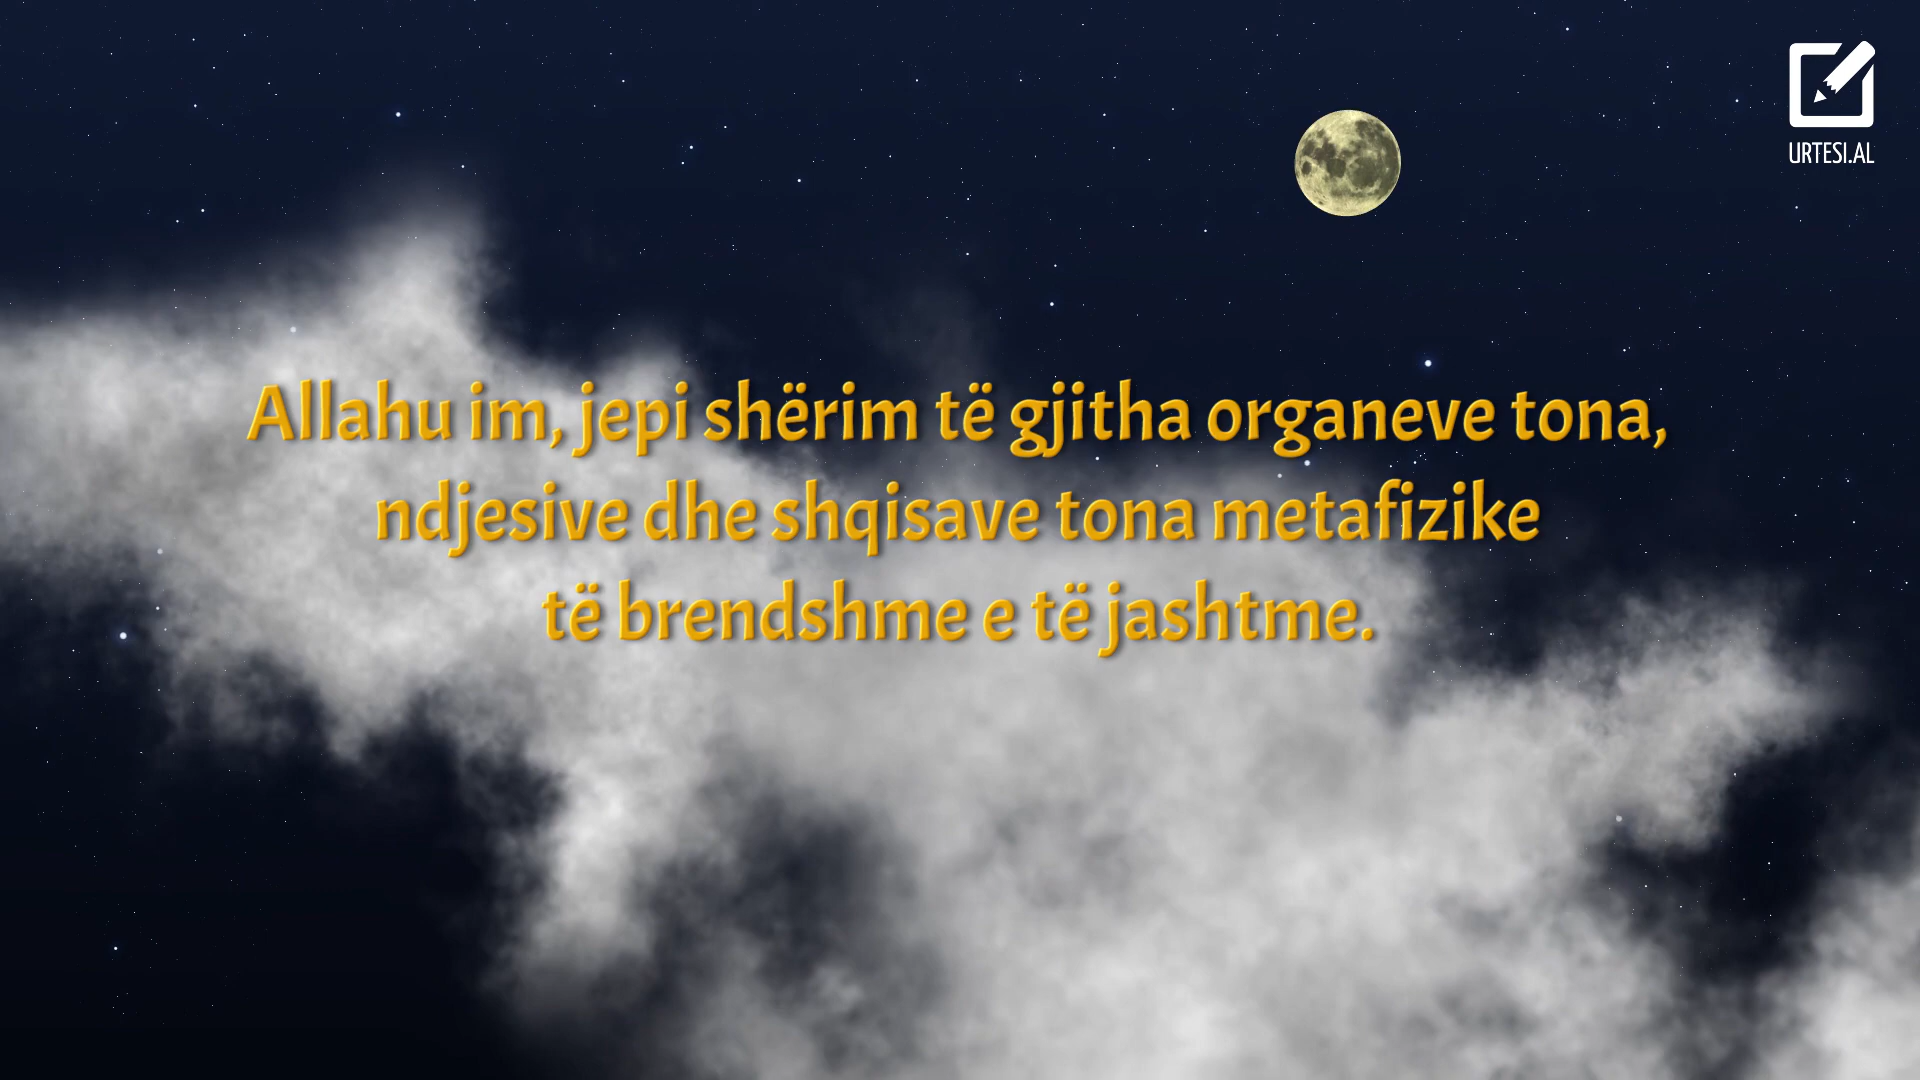 URTESI.AL
Allahu im, jepi shërim të gjitha organeve tona,
ndjesive dhe shqisave tona metafizike
të brendshme e të jashtme.